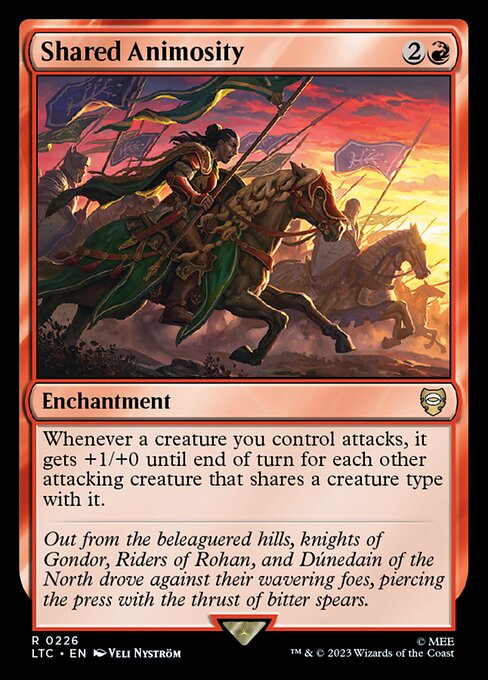 Shared Animosity 2
Enchantment
Whenever a creature you control attacks, it
gets +1/+0 until end of turn for each other
attacking creature that shares a creature type
with it.
Out from the beleaguered hills, knights of
Gondor, Riders of Rohan, and Dúnedain of the
North drove against their wavering foes, piercing
the press with the thrust of bitter spears.
R 0226
LTC • EN Veli Nyström
© MEE
™ & © 2023 Wizards of the Coast